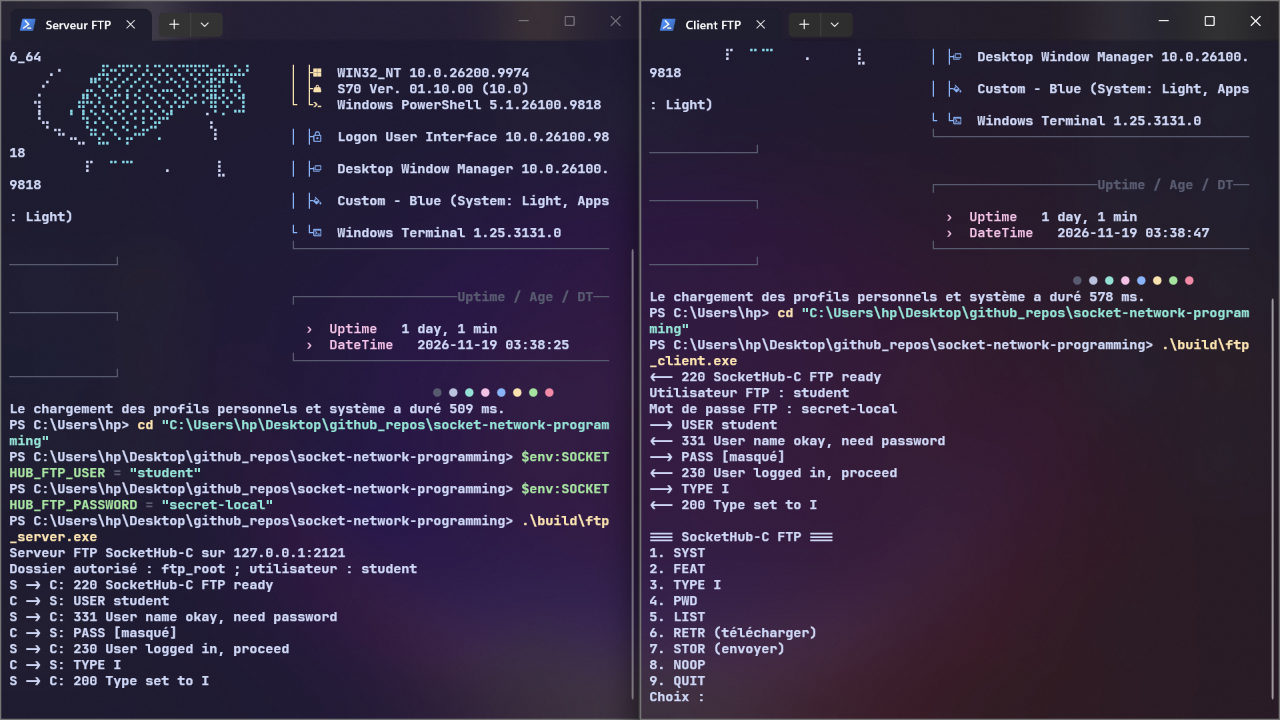 Serveur FTP
6_64
WIN32_NT 10.0.26200.9974
S70 Ver. 01.10.00 (10.0)
Windows PowerShell 5.1.26100.9818
Logon User Interface 10.0.26100.98
18
Desktop Window Manager 10.0.26100.
9818
Custom - Blue (System: Light, Apps
: Light)
Windows Terminal 1.25.3131.0
Uptime / Age / DT
› Uptime 1 day, 1 min
› DateTime 2026-11-19 03:38:25
Le chargement des profils personnels et système a duré 509 ms.
PS C:\Users\hp> cd "C:\Users\hp\Desktop\github_repos\socket-network-program
ming"
PS C:\Users\hp\Desktop\github_repos\socket-network-programming> $env:SOCKET
HUB_FTP_USER = "student"
PS C:\Users\hp\Desktop\github_repos\socket-network-programming> $env:SOCKET
HUB_FTP_PASSWORD = "secret-local"
PS C:\Users\hp\Desktop\github_repos\socket-network-programming> .\build\ftp
_server.exe
Serveur FTP SocketHub-C sur 127.0.0.1:2121
Dossier autorisé : ftp_root ; utilisateur : student
S —> C: 220 SocketHub-C FTP ready
C —> S: USER student
S —> C: 331 User name okay, need password
C —> S: PASS [masqué]
S —> C: 230 User logged in, proceed
C —> S: TYPE I
S —> C: 200 Type set to I
Client FTP
Desktop Window Manager 10.0.26100.
9818
Custom - Blue (System: Light, Apps
: Light)
Windows Terminal 1.25.3131.0
Uptime / Age / DT
› Uptime 1 day, 1 min
› DateTime 2026-11-19 03:38:47
Le chargement des profils personnels et système a duré 578 ms.
PS C:\Users\hp> cd "C:\Users\hp\Desktop\github_repos\socket-network-program
ming"
PS C:\Users\hp\Desktop\github_repos\socket-network-programming> .\build\ftp
_client.exe
<—— 220 SocketHub-C FTP ready
Utilisateur FTP : student
Mot de passe FTP : secret-local
——> USER student
<—— 331 User name okay, need password
——> PASS [masqué]
<—— 230 User logged in, proceed
——> TYPE I
<—— 200 Type set to I
=== SocketHub-C FTP ===
1. SYST
2. FEAT
3. TYPE I
4. PWD
5. LIST
6. RETR (télécharger)
7. STOR (envoyer)
8. NOOP
9. QUIT
Choix :